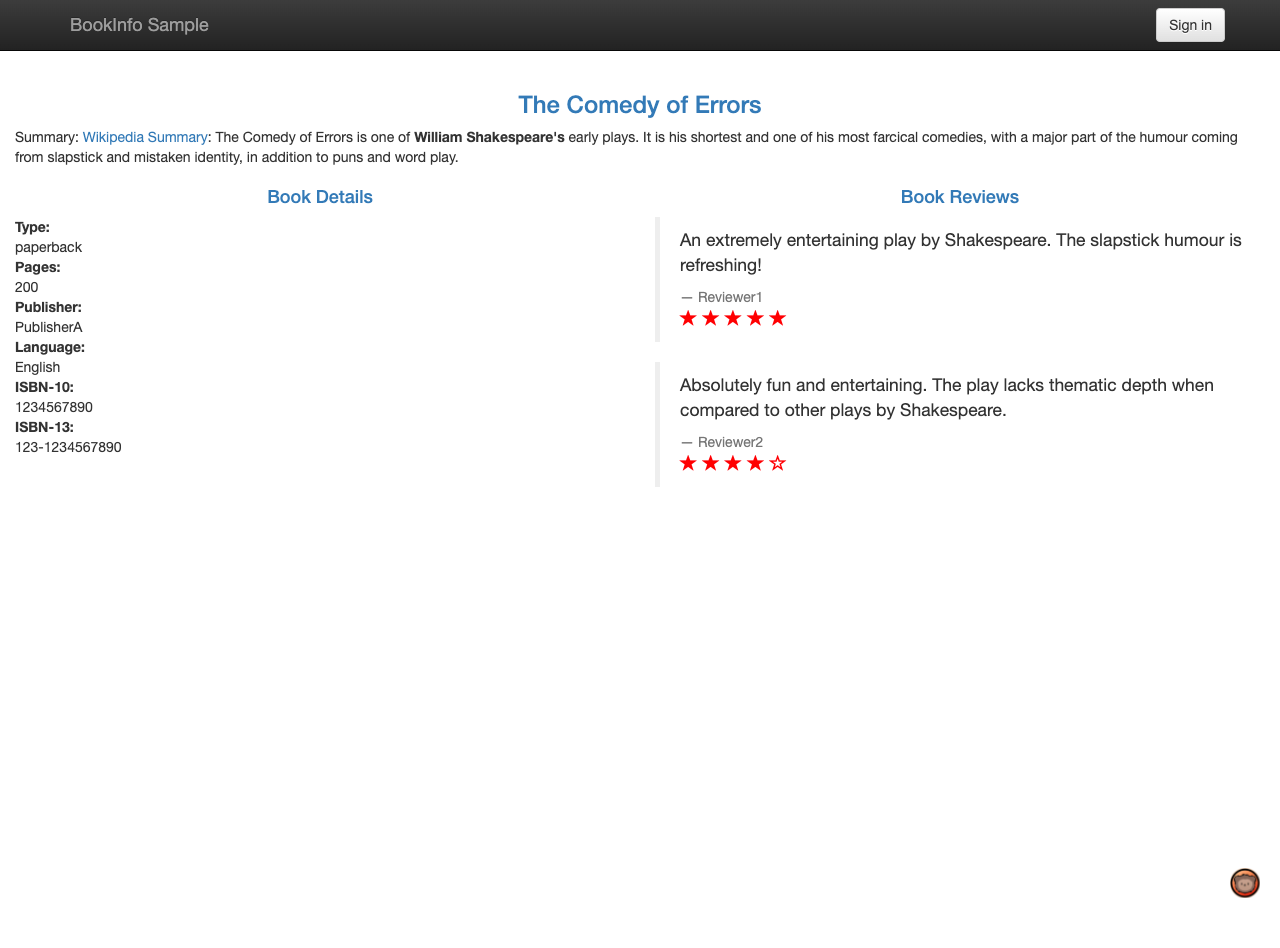 BookInfo Sample
Sign in
The Comedy of Errors
Summary: Wikipedia Summary: The Comedy of Errors is one of William Shakespeare's early plays. It is his shortest and one of his most farcical comedies, with a major part of the humour coming
from slapstick and mistaken identity, in addition to puns and word play.
Book Details
Type:
paperback
Pages:
200
Publisher:
PublisherA
Language:
English
ISBN-10:
1234567890
ISBN-13:
123-1234567890
Book Reviews
An extremely entertaining play by Shakespeare. The slapstick humour is
refreshing!
— Reviewer1
Absolutely fun and entertaining. The play lacks thematic depth when
compared to other plays by Shakespeare.
— Reviewer2